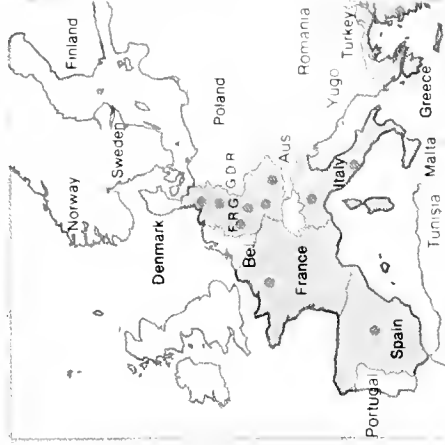 Finland
Norway
Sweden
Denmark
Poland
F.R.G.
G.D.R.
Bel
Aus
Romania
France
Yugo
Turkey
Italy
Spain
Portugal
Greece
Malta
Tunisia